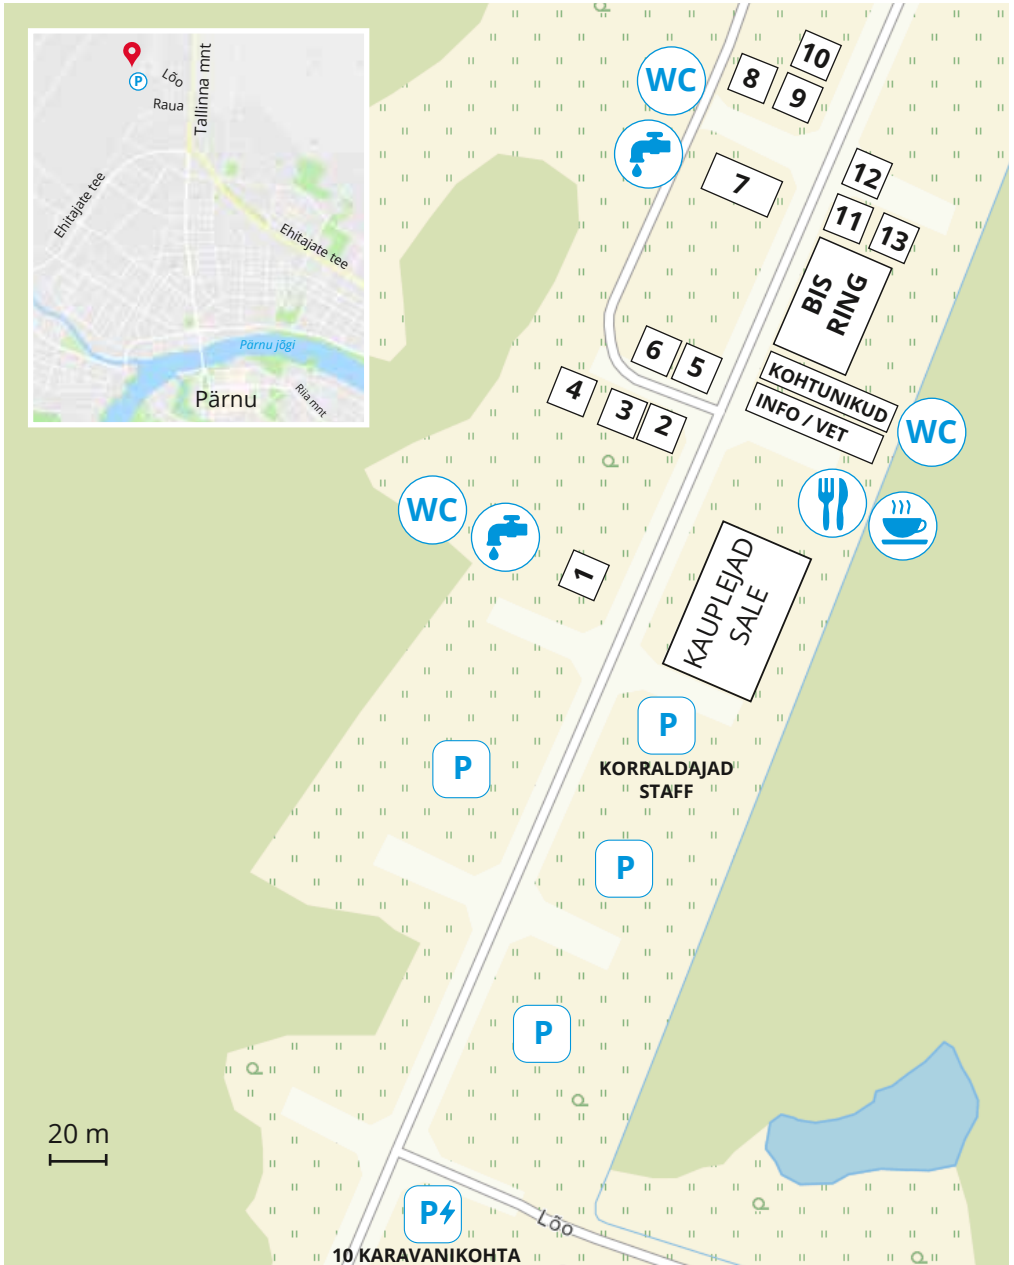 P
Lõo
Raua
Tallinna mnt
Ehitajate tee
Ehitajate tee
Pärnu jõgi
Riia mnt
Pärnu
WC
10
8
9
7
12
11
13
BIS
RING
6
5
4
3
2
KOHTUNIKUD
INFO / VET
WC
WC
1
KAUPLEJAD
SALE
P
KORRALDAJAD
STAFF
P
P
P
20 m
P
Lõo
10 KARAVANIKOHTA